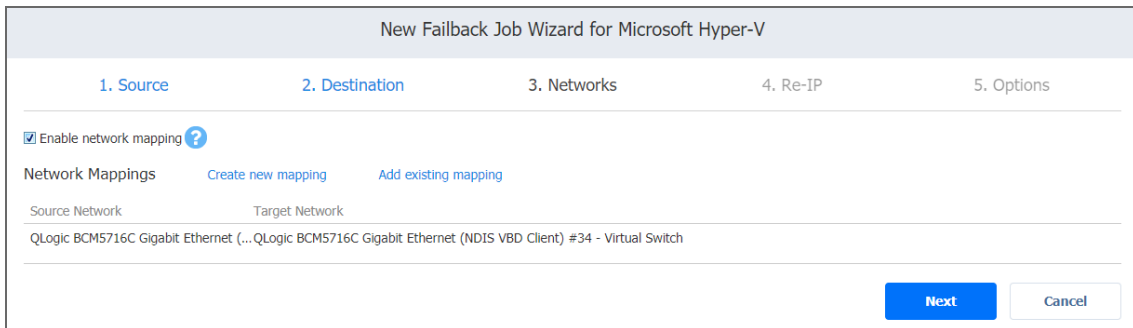 New Failback Job Wizard for Microsoft Hyper-V
1. Source 2. Destination 3. Networks 4. Re-IP 5. Options
Enable network mapping ?
Network Mappings Create new mapping Add existing mapping
Source Network Target Network
QLogic BCM5716C Gigabit Ethernet (... QLogic BCM5716C Gigabit Ethernet (NDIS VBD Client) #34 - Virtual Switch
Next Cancel